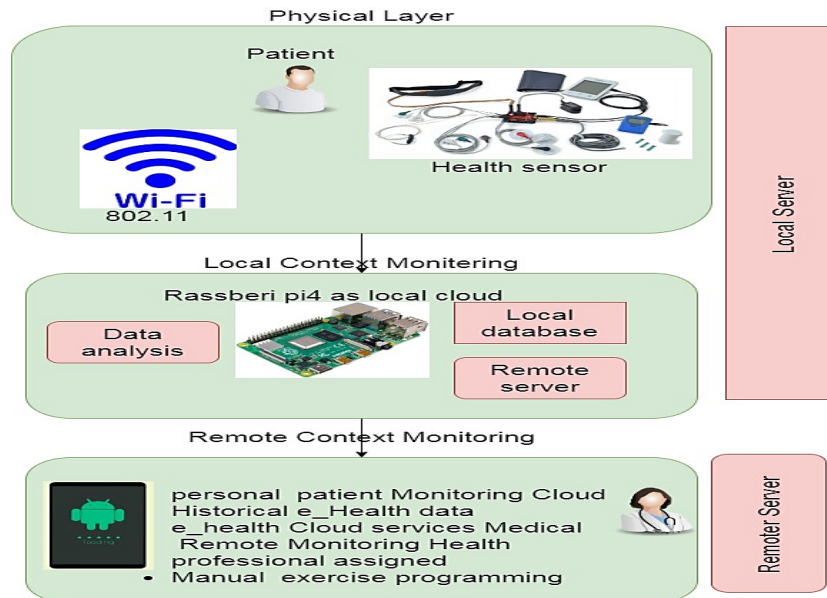 Physical Layer
Patient
Health sensor
Wi-Fi
802.11
Local Server
Local Context Monitering
Rassberi pi4 as local cloud
Data
analysis
Local
database
Remote
server
Remote Context Monitoring
loading
personal patient Monitoring Cloud
Historical e_Health data
e_health Cloud services Medical
Remote Monitoring Health
professional assigned
• Manual exercise programming
Remoter Server